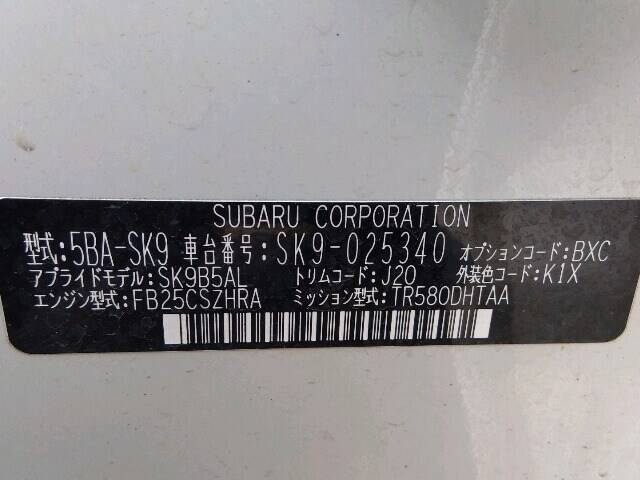 SUBARU CORPORATION
型式:5BA-SK9 車台番号:SK9-025340 オプションコード:BXC
アプライドモデル:SK9B5AL トリムコード:J20 外装色コード:K1X
エンジン型式:FB25CSZHRA ミッション型式:TR580DHTAA